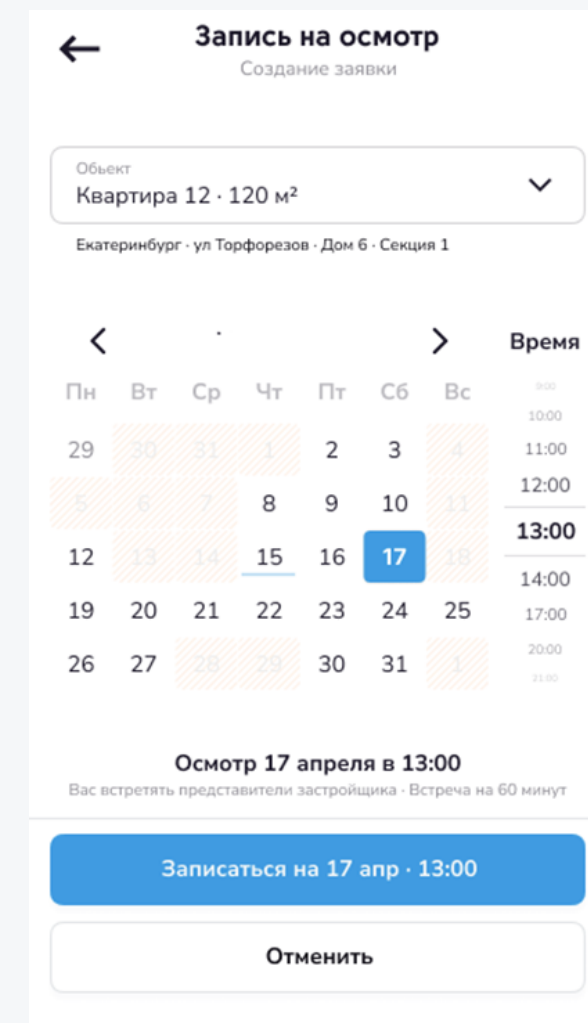 Запись на осмотр
Создание заявки
Обьект
Квартира 12 · 120 м²
Екатеринбург · ул Торфорезов · Дом 6 · Секция 1
Время
Пн Вт Ср Чт Пт Сб Вс
9:00
10:00
29 30 31 1 2 3 4
11:00
5 6 7 8 9 10 11
12:00
13:00
12 13 14 15 16 17 18
14:00
19 20 21 22 23 24 25
17:00
20:00
26 27 28 29 30 31 1
21:00
Осмотр 17 апреля в 13:00
Вас встретять представители застройщика · Встреча на 60 минут
Записаться на 17 апр · 13:00
Отменить